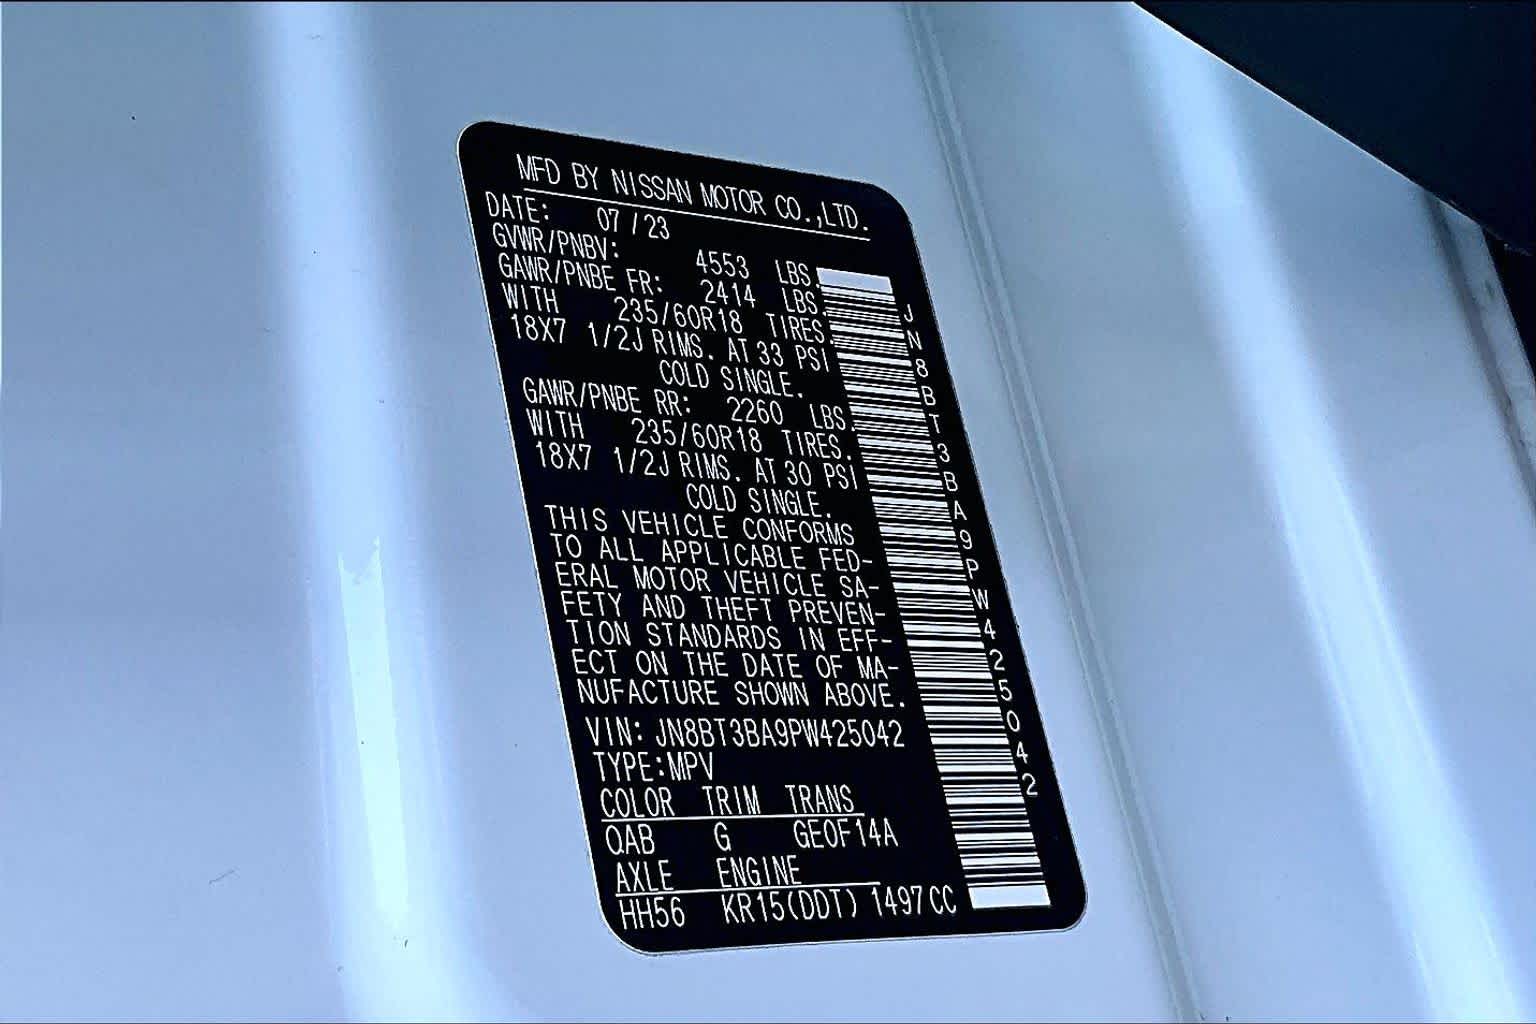 MFD BY NISSAN MOTOR CO.,LTD.
DATE: 07/23
GVWR/PNBV: 4553 LBS.
GAWR/PNBE FR: 2414 LBS
WITH 235/60R18 TIRES.
18X7 1/2J RIMS. AT 33 PSI
COLD SINGLE.
GAWR/PNBE RR: 2260 LBS.
WITH 235/60R18 TIRES.
18X7 1/2J RIMS. AT 30 PSI
COLD SINGLE.
THIS VEHICLE CONFORMS
TO ALL APPLICABLE FED-
ERAL MOTOR VEHICLE SA-
FETY AND THEFT PREVEN-
TION STANDARDS IN EFF-
ECT ON THE DATE OF MA-
NUFACTURE SHOWN ABOVE.
VIN: JN8BT3BA9PW425042
TYPE:MPV
COLOR TRIM TRANS
QAB G GE0F14A
AXLE ENGINE
HH56 KR15(DDT) 1497CC
JN8BT3BA9PW425042